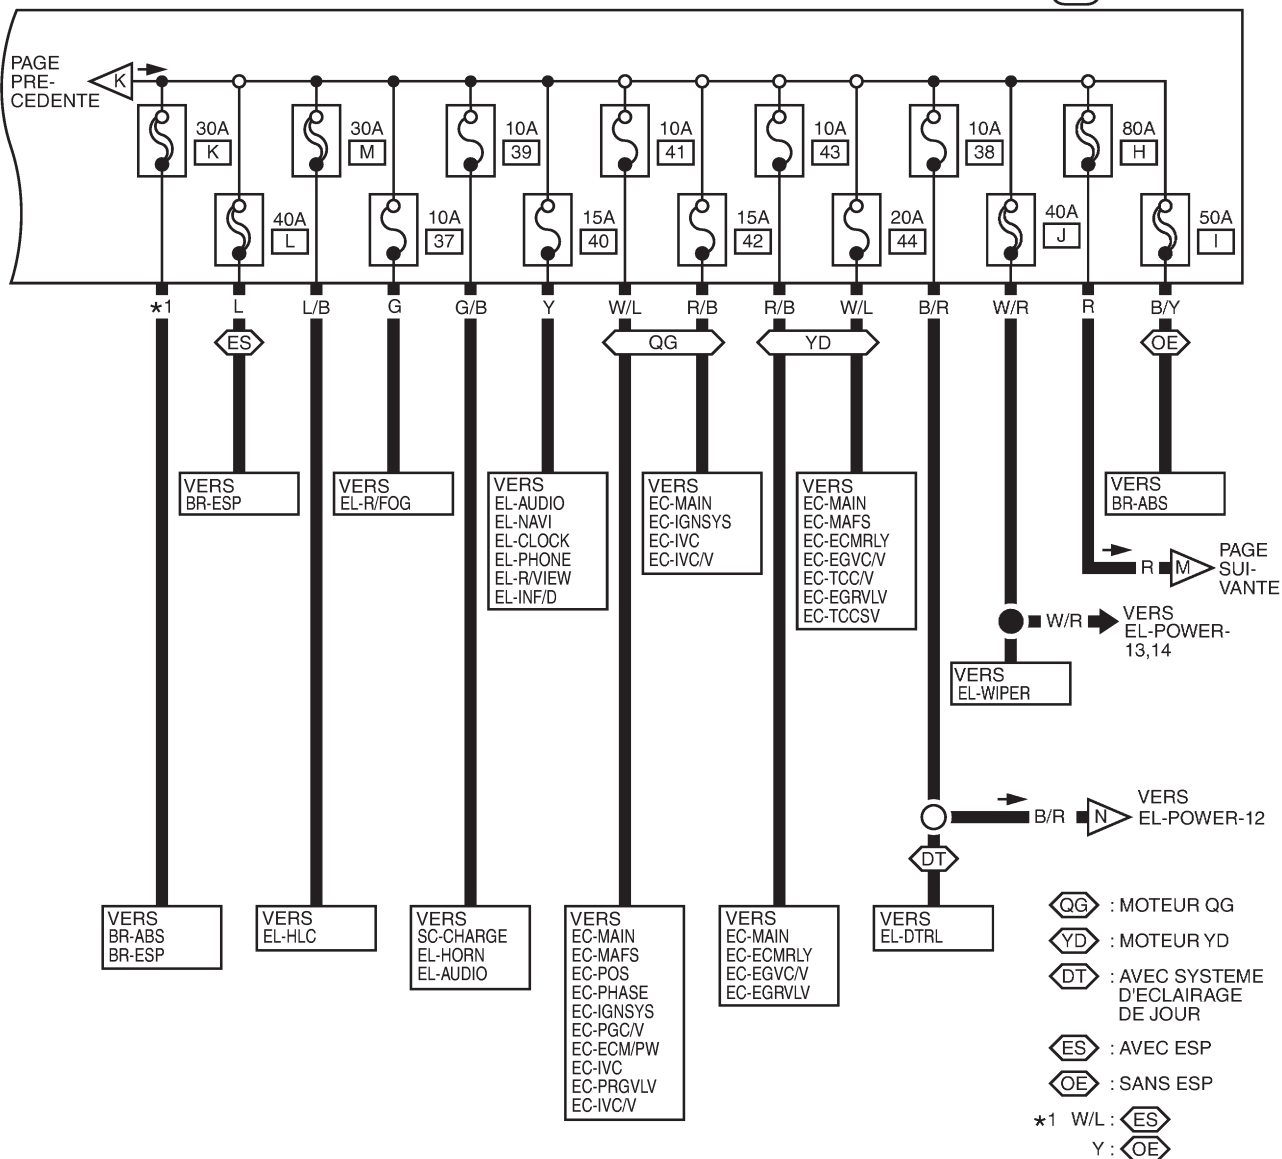 PAGE
PRE-
CEDENTE
K
30A
K
30A
M
10A
39
10A
41
10A
43
10A
38
80A
H
40A
L
10A
37
15A
40
15A
42
20A
44
40A
J
50A
I
*1
L
L/B
G
G/B
Y
W/L
R/B
R/B
W/L
B/R
W/R
R
B/Y
ES
QG
YD
OE
VERS
BR-ESP
VERS
EL-R/FOG
VERS
EL-AUDIO
EL-NAVI
EL-CLOCK
EL-PHONE
EL-R/VIEW
EL-INF/D
VERS
EC-MAIN
EC-IGNSYS
EC-IVC
EC-IVC/V
VERS
EC-MAIN
EC-MAFS
EC-ECMRLY
EC-EGVC/V
EC-TCC/V
EC-EGRVLV
EC-TCCSV
VERS
BR-ABS
R
M
PAGE
SUI-
VANTE
W/R
VERS
EL-POWER-
13,14
VERS
EL-WIPER
B/R
N
VERS
EL-POWER-12
DT
VERS
BR-ABS
BR-ESP
VERS
EL-HLC
VERS
SC-CHARGE
EL-HORN
EL-AUDIO
VERS
EC-MAIN
EC-MAFS
EC-POS
EC-PHASE
EC-IGNSYS
EC-PGC/V
EC-ECM/PW
EC-IVC
EC-PRGVLV
EC-IVC/V
VERS
EC-MAIN
EC-ECMRLY
EC-EGVC/V
EC-EGRVLV
VERS
EL-DTRL
QG : MOTEUR QG
YD : MOTEUR YD
DT : AVEC SYSTEME
D'ECLAIRAGE
DE JOUR
ES : AVEC ESP
OE : SANS ESP
*1 W/L : ES
Y : OE